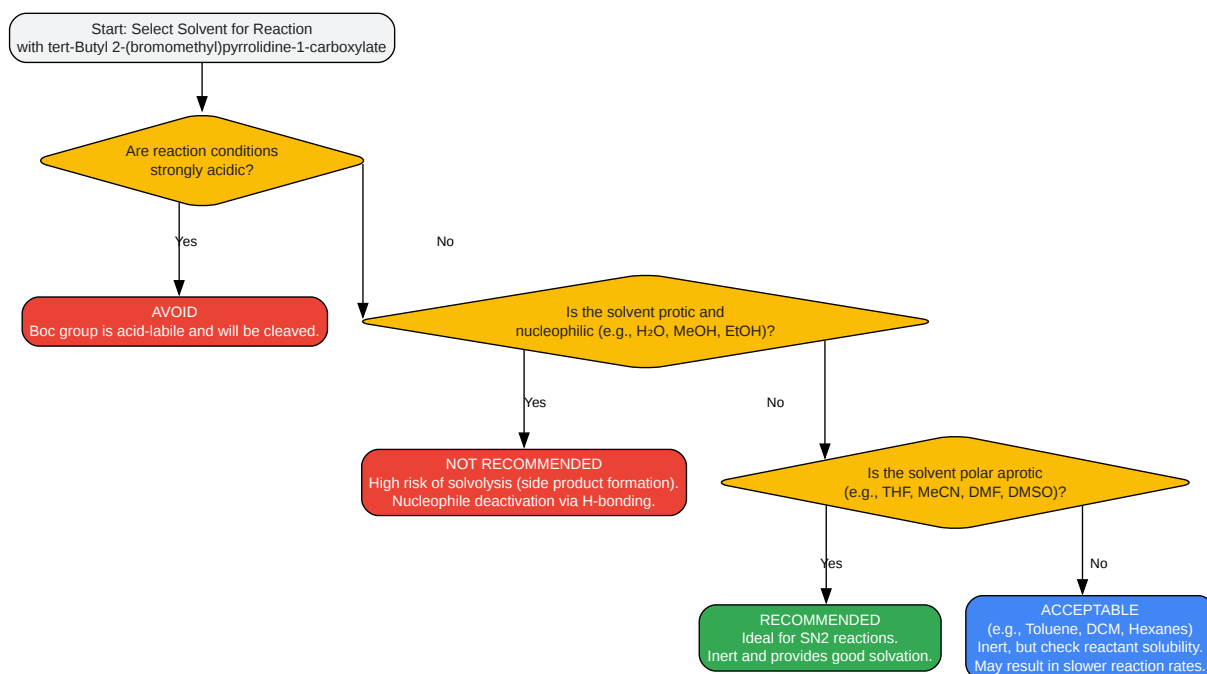 Start: Select Solvent for Reaction
with tert-Butyl 2-(bromomethyl)pyrrolidine-1-carboxylate
Are reaction conditions
strongly acidic?
Yes
No
AVOID
Boc group is acid-labile and will be cleaved.
Is the solvent protic and
nucleophilic (e.g., H₂O, MeOH, EtOH)?
Yes
No
NOT RECOMMENDED
High risk of solvolysis (side product formation).
Nucleophile deactivation via H-bonding.
Is the solvent polar aprotic
(e.g., THF, MeCN, DMF, DMSO)?
Yes
No
RECOMMENDED
Ideal for SN2 reactions.
Inert and provides good solvation.
ACCEPTABLE
(e.g., Toluene, DCM, Hexanes)
Inert, but check reactant solubility.
May result in slower reaction rates.